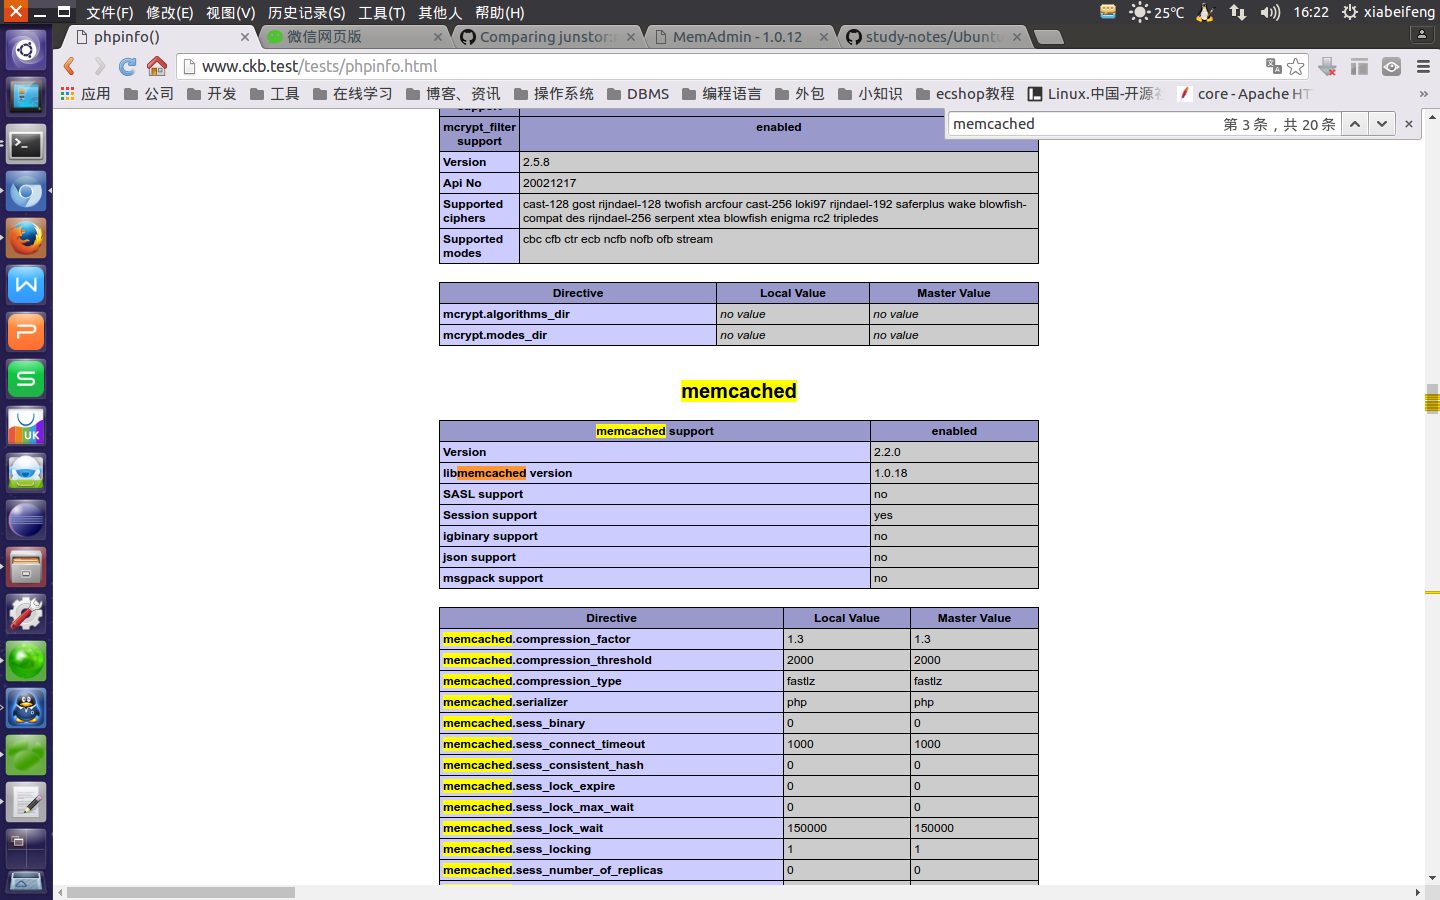 文件(F) 修改(E) 视图(V) 历史记录(S) 工具(T) 其他人 帮助(H) 25℃ 16:22 xiabeifeng
phpinfo() 微信网页版 Comparing junstor: MemAdmin - 1.0.12 study-notes/Ubuntu
www.ckb.test/tests/phpinfo.html
应用 公司 开发 工具 在线学习 博客、资讯 操作系统 DBMS 编程语言 外包 小知识 ecshop教程 Linux.中国-开源 core - Apache HT »
memcached 第 3 条，共 20 条
mcrypt_filter support enabled
Version 2.5.8
Api No 20021217
Supported ciphers cast-128 gost rijndael-128 twofish arcfour cast-256 loki97 rijndael-192 saferplus wake blowfish-
compat des rijndael-256 serpent xtea blowfish enigma rc2 tripledes
Supported modes cbc cfb ctr ecb ncfb nofb ofb stream
Directive Local Value Master Value
mcrypt.algorithms_dir no value no value
mcrypt.modes_dir no value no value
memcached
memcached support enabled
Version 2.2.0
libmemcached version 1.0.18
SASL support no
Session support yes
igbinary support no
json support no
msgpack support no
Directive Local Value Master Value
memcached.compression_factor 1.3 1.3
memcached.compression_threshold 2000 2000
memcached.compression_type fastlz fastlz
memcached.serializer php php
memcached.sess_binary 0 0
memcached.sess_connect_timeout 1000 1000
memcached.sess_consistent_hash 0 0
memcached.sess_lock_expire 0 0
memcached.sess_lock_max_wait 0 0
memcached.sess_lock_wait 150000 150000
memcached.sess_locking 1 1
memcached.sess_number_of_replicas 0 0
UK